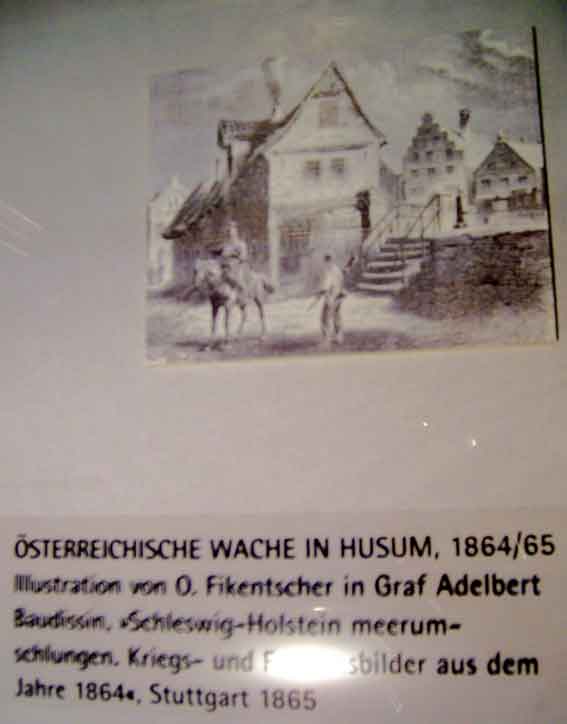 ÖSTERREICHISCHE WACHE IN HUSUM, 1864/65
Illustration von O. Fikentscher in Graf Adelbert
Baudissin, »Schleswig-Holstein meerum-
schlungen. Kriegs- und
aus dem
Jahre 1864«, Stuttgart 1865